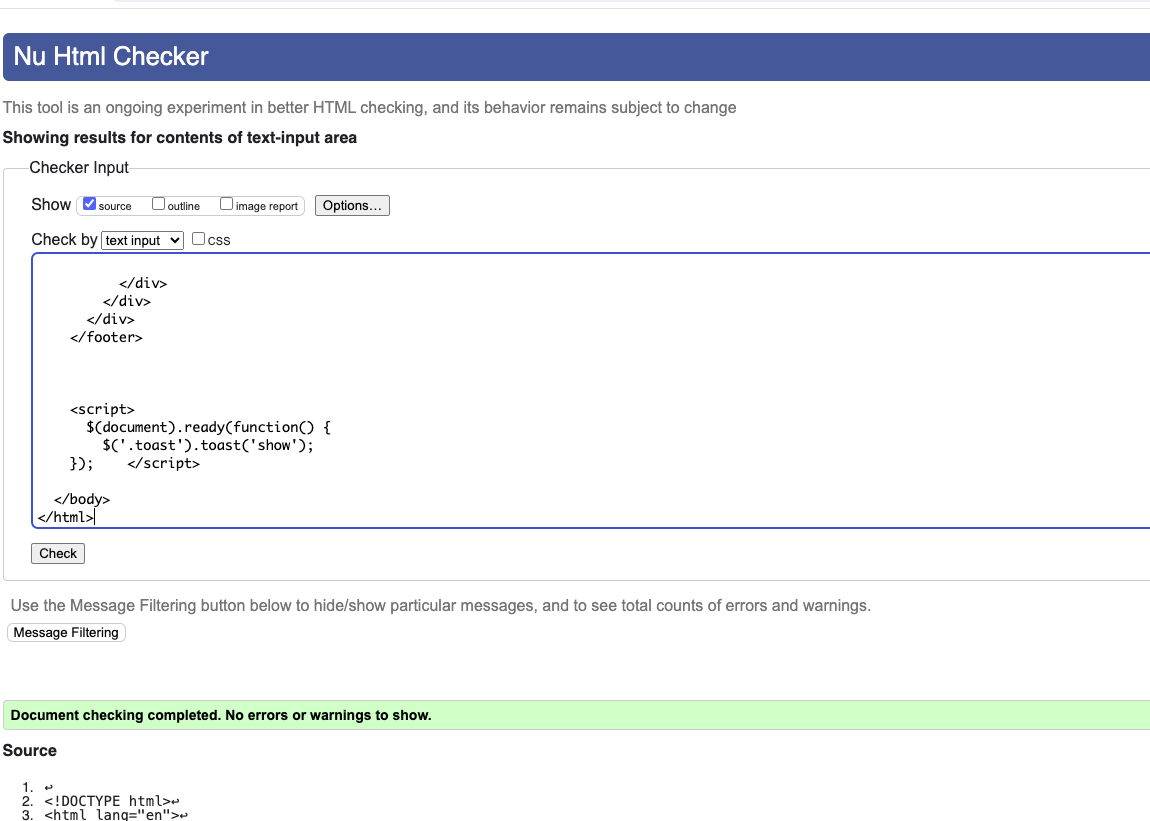 Nu Html Checker
This tool is an ongoing experiment in better HTML checking, and its behavior remains subject to change
Showing results for contents of text-input area
Checker Input
Show source outline image report Options...
Check by text input CSS
</div>
</div>
</div>
</footer>
<script>
$(document).ready(function() {
$('.toast').toast('show');
}); </script>
</body>
</html>
Check
Use the Message Filtering button below to hide/show particular messages, and to see total counts of errors and warnings.
Message Filtering
Document checking completed. No errors or warnings to show.
Source
1. ↩
2. <!DOCTYPE html>↩
3. <html lang="en">↩